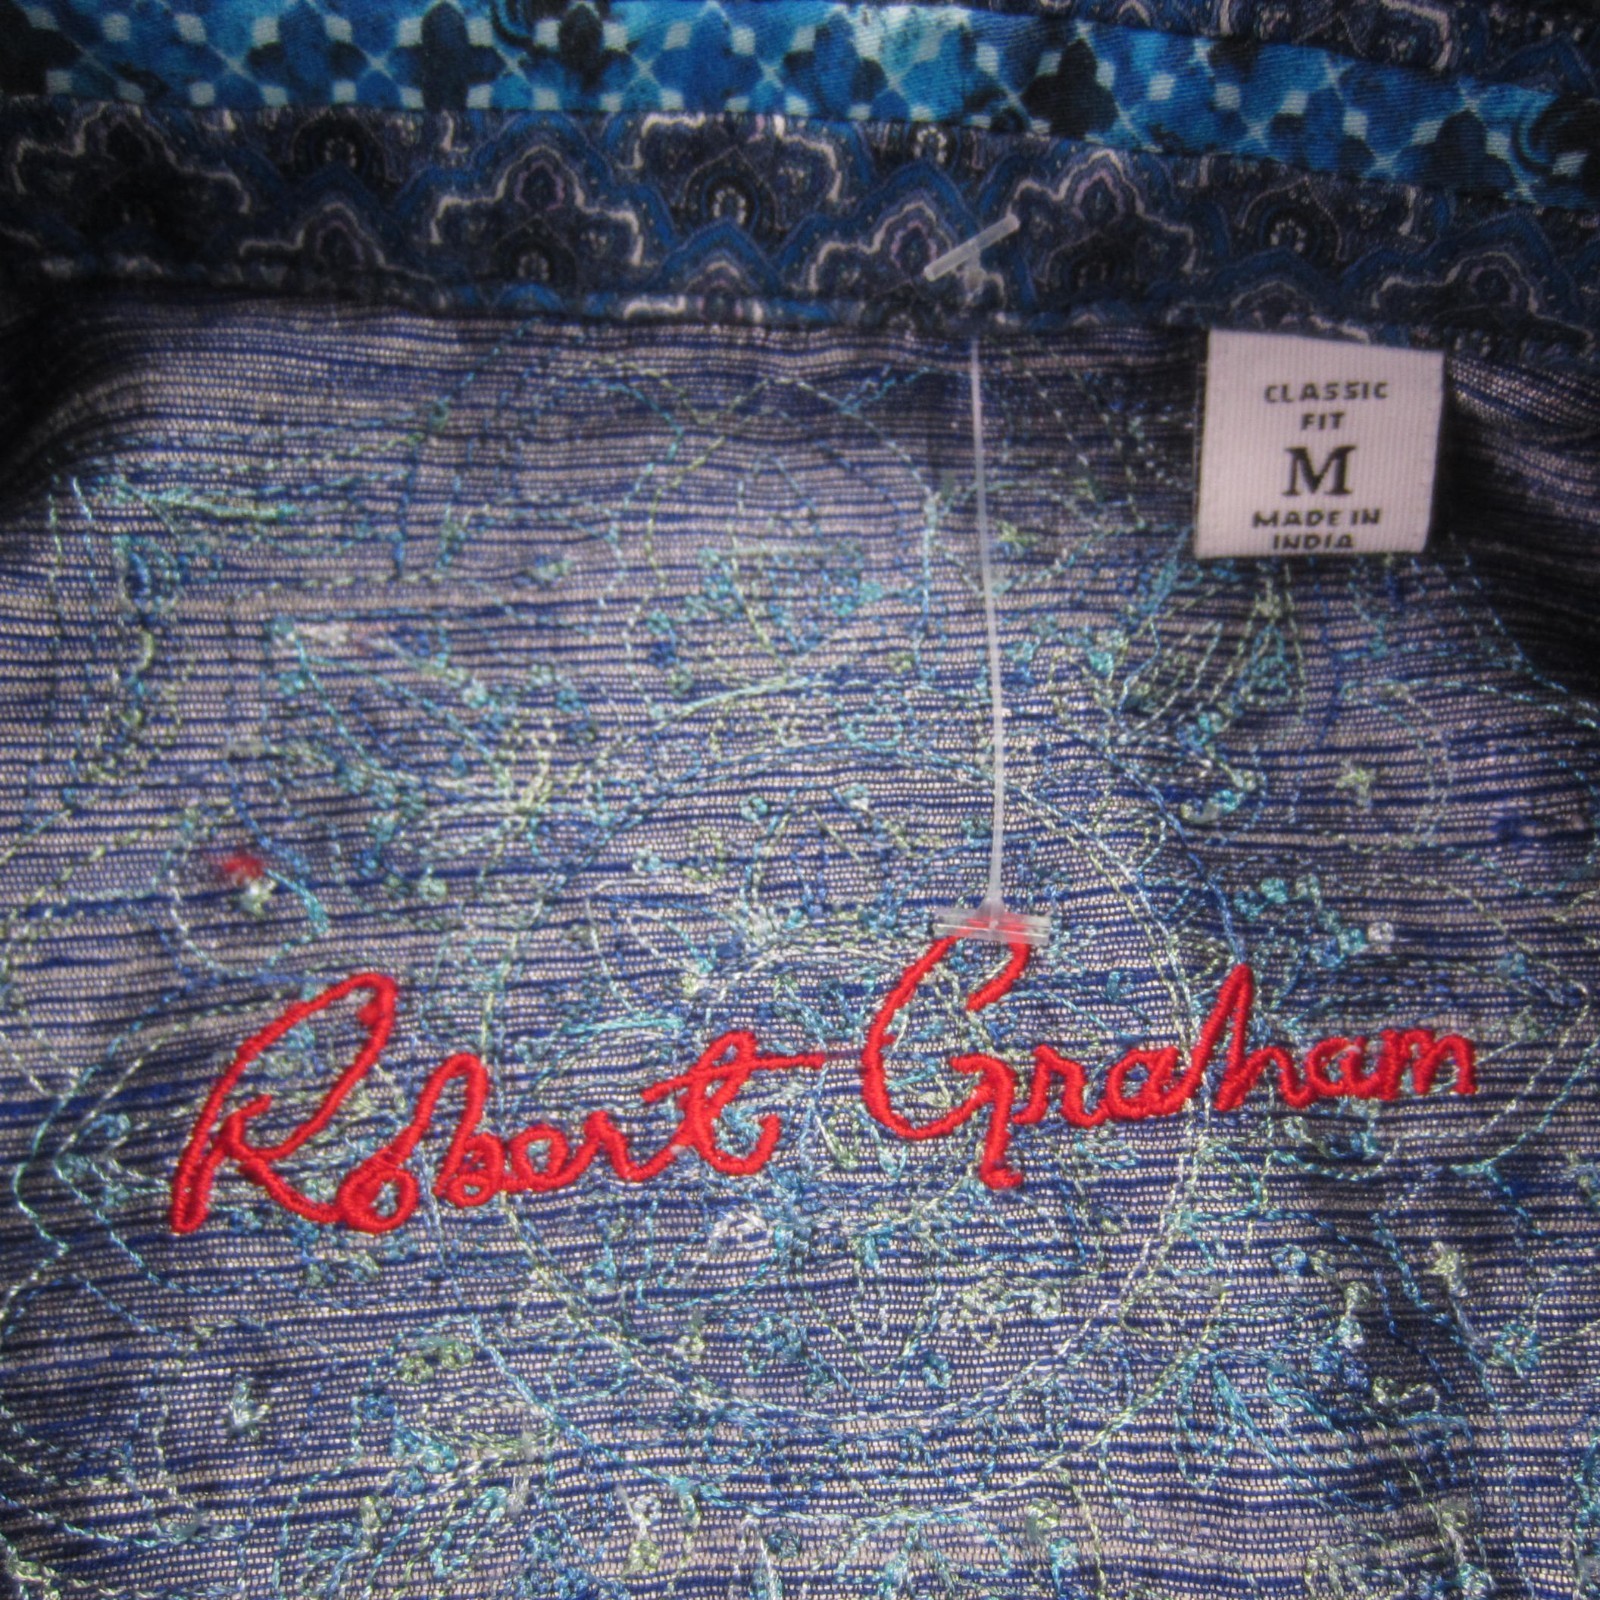 CLASSIC
FIT
M
MADE IN
INDIA
Robert Graham